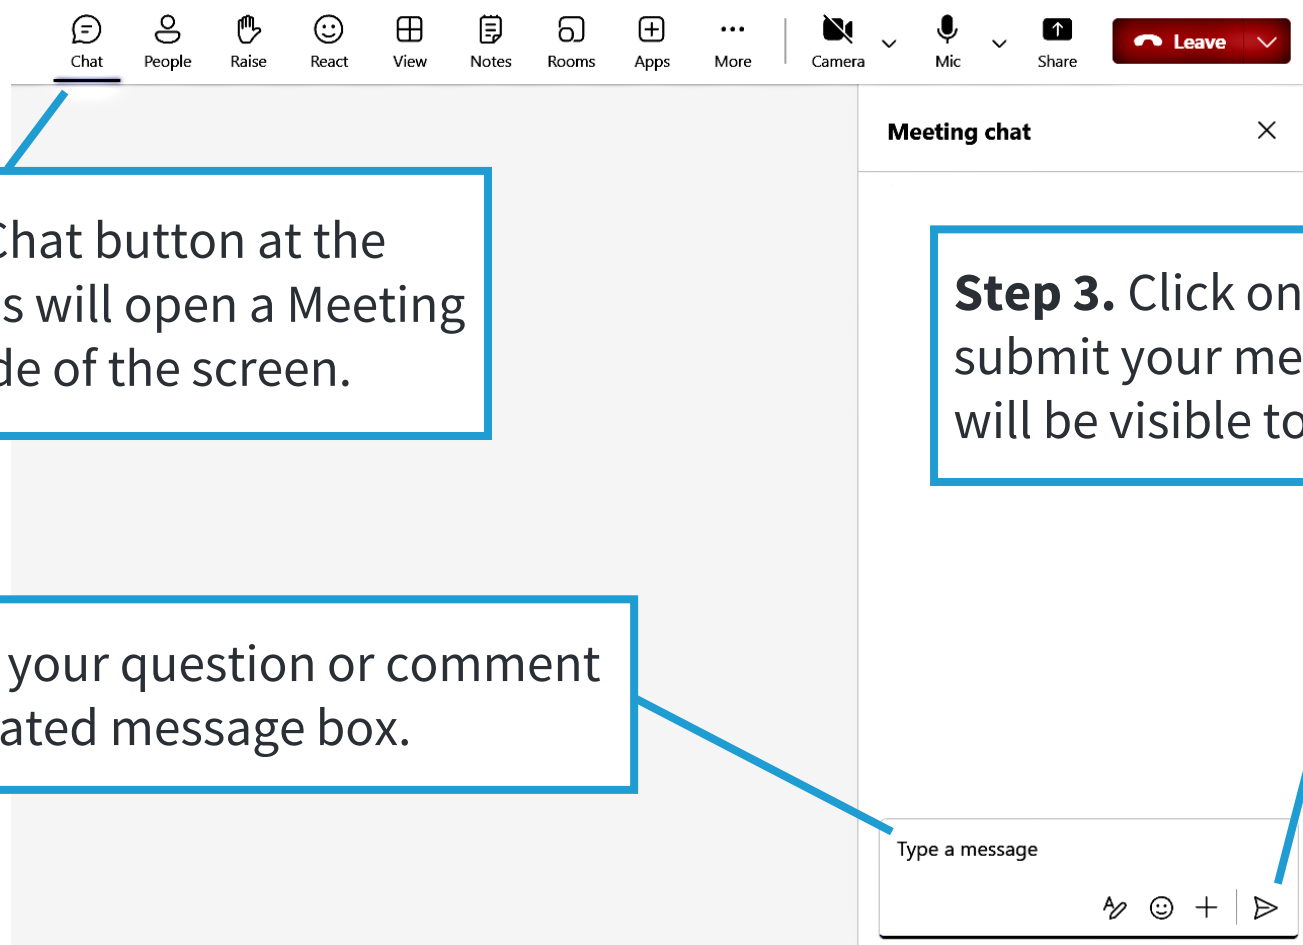 Chat People Raise React View Notes Rooms Apps More Camera Mic Share Leave
Meeting chat
Chat button at the
s will open a Meeting
de of the screen.
Step 3. Click on
submit your me
will be visible to
your question or comment
ated message box.
Type a message